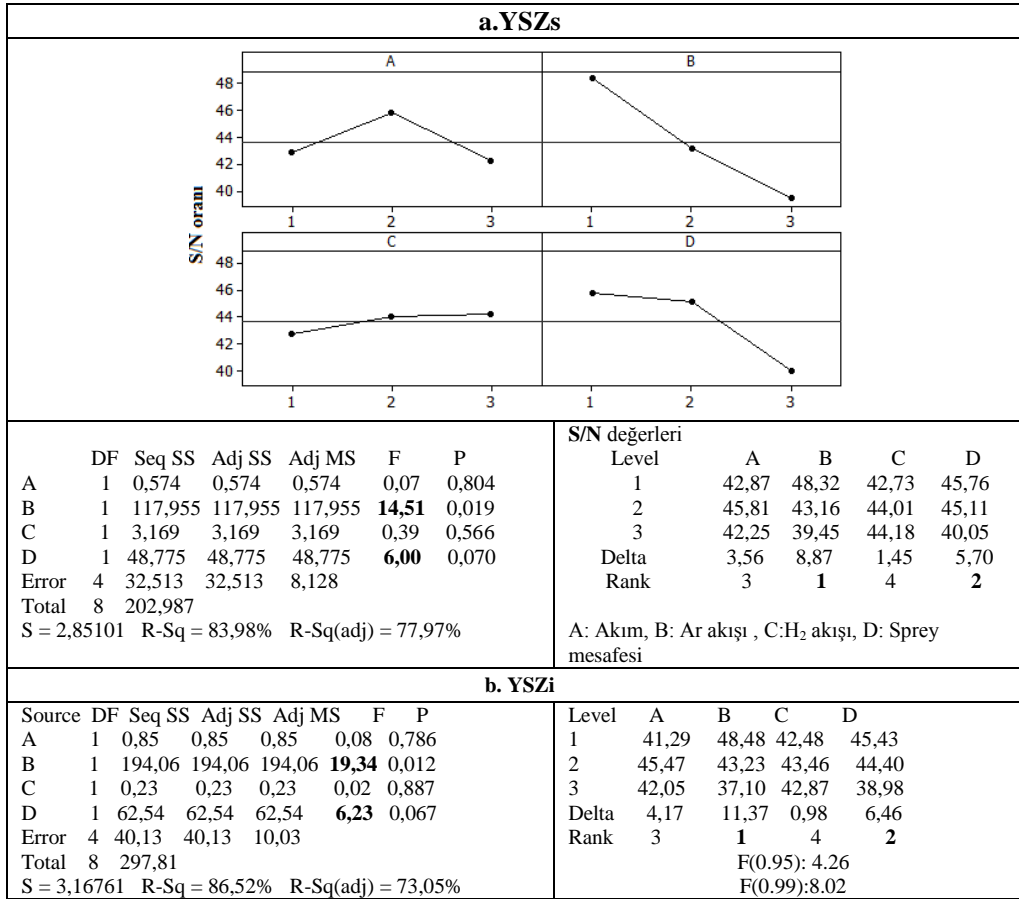 a.YSZs
A B
48
46
44
42
40
1 2 3 1 2 3
C D
48
46
44
42
40
1 2 3 1 2 3
S/N oranı
DF Seq SS Adj SS Adj MS F P
A 1 0,574 0,574 0,574 0,07 0,804
B 1 117,955 117,955 117,955 14,51 0,019
C 1 3,169 3,169 3,169 0,39 0,566
D 1 48,775 48,775 48,775 6,00 0,070
Error 4 32,513 32,513 8,128
Total 8 202,987
S = 2,85101 R-Sq = 83,98% R-Sq(adj) = 77,97%
S/N değerleri
Level A B C D
1 42,87 48,32 42,73 45,76
2 45,81 43,16 44,01 45,11
3 42,25 39,45 44,18 40,05
Delta 3,56 8,87 1,45 5,70
Rank 3 1 4 2
A: Akım, B: Ar akışı , C:H₂ akışı, D: Sprey
mesafesi
b. YSZi
Source DF Seq SS Adj SS Adj MS F P
A 1 0,85 0,85 0,85 0,08 0,786
B 1 194,06 194,06 194,06 19,34 0,012
C 1 0,23 0,23 0,23 0,02 0,887
D 1 62,54 62,54 62,54 6,23 0,067
Error 4 40,13 40,13 10,03
Total 8 297,81
S = 3,16761 R-Sq = 86,52% R-Sq(adj) = 73,05%
Level A B C D
1 41,29 48,48 42,48 45,43
2 45,47 43,23 43,46 44,40
3 42,05 37,10 42,87 38,98
Delta 4,17 11,37 0,98 6,46
Rank 3 1 4 2
F(0.95): 4.26
F(0.99):8.02